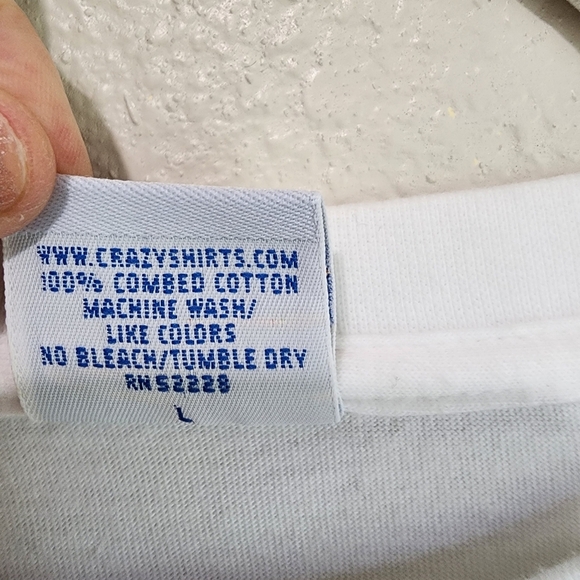 WWW.CRAZYSHIRTS.COM
100% COMBED COTTON
MACHINE WASH/
LIKE COLORS
NO BLEACH/TUMBLE DRY
RN52228
L